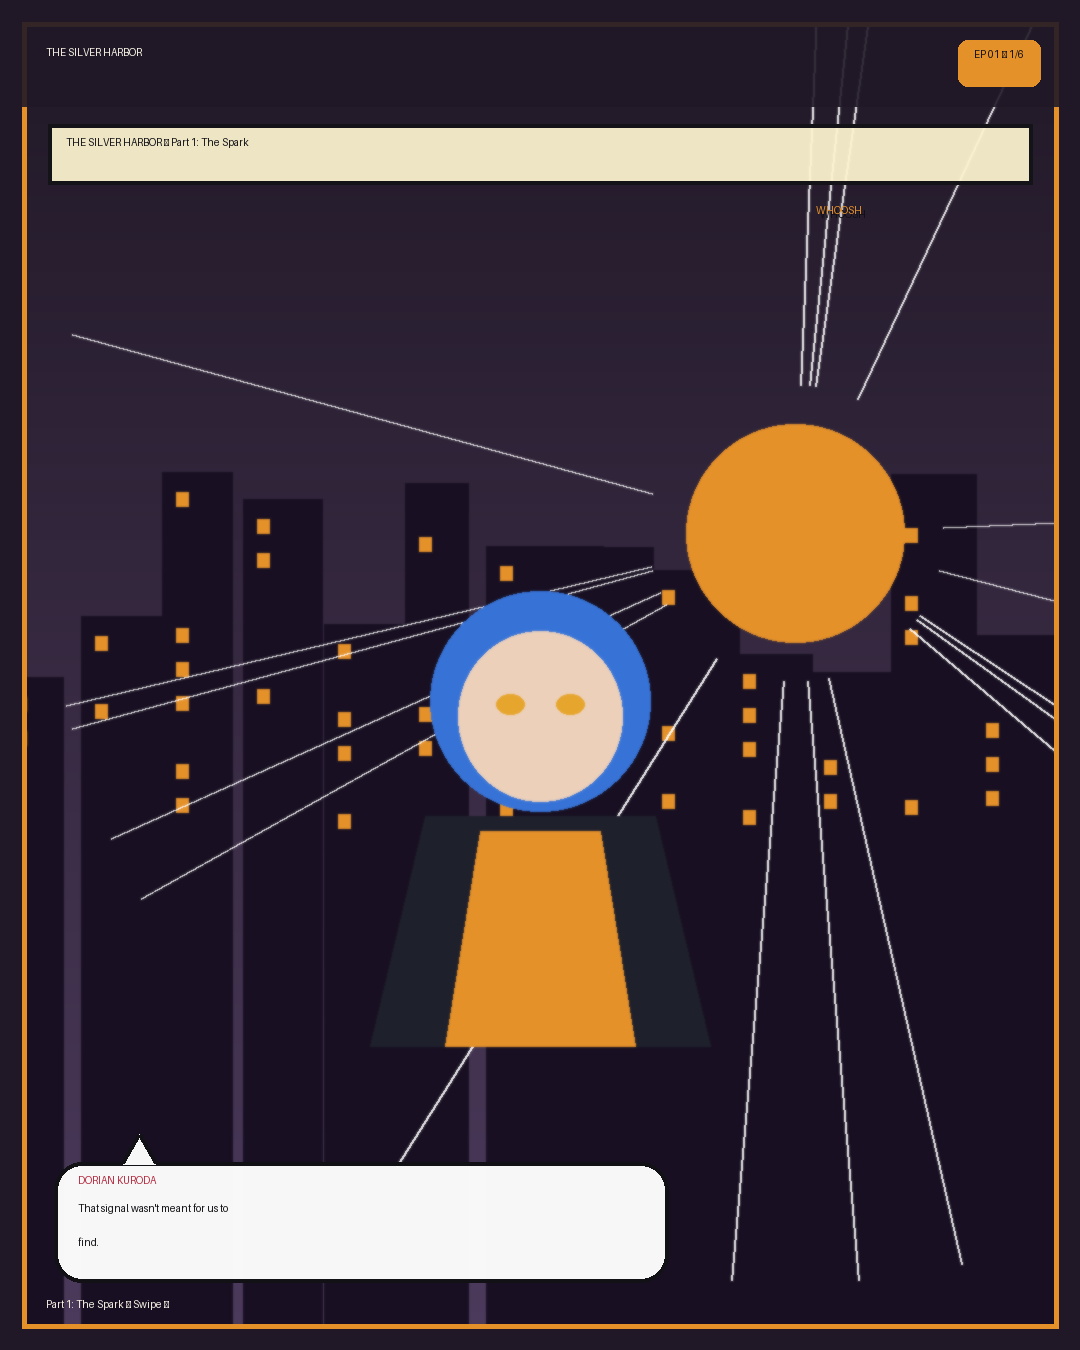 THE SILVER HARBOR
EP01 ▯ 1/6
THE SILVER HARBOR ▯ Part 1: The Spark
WHOOSH
DORIAN KURODA
That signal wasn't meant for us to
find.
Part 1: The Spark ▯ Swipe ▯